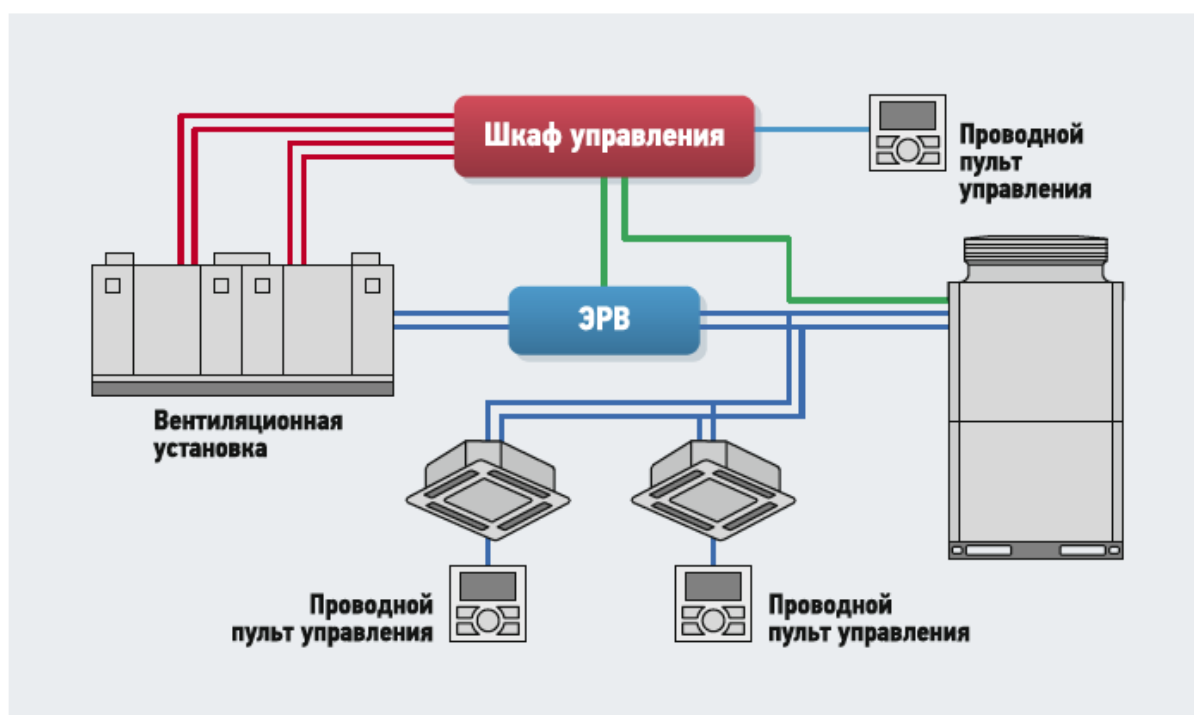 Шкаф управления
Проводной
пульт
управления
ЭРВ
Вентиляционная
установка
Проводной
пульт управления
Проводной
пульт управления